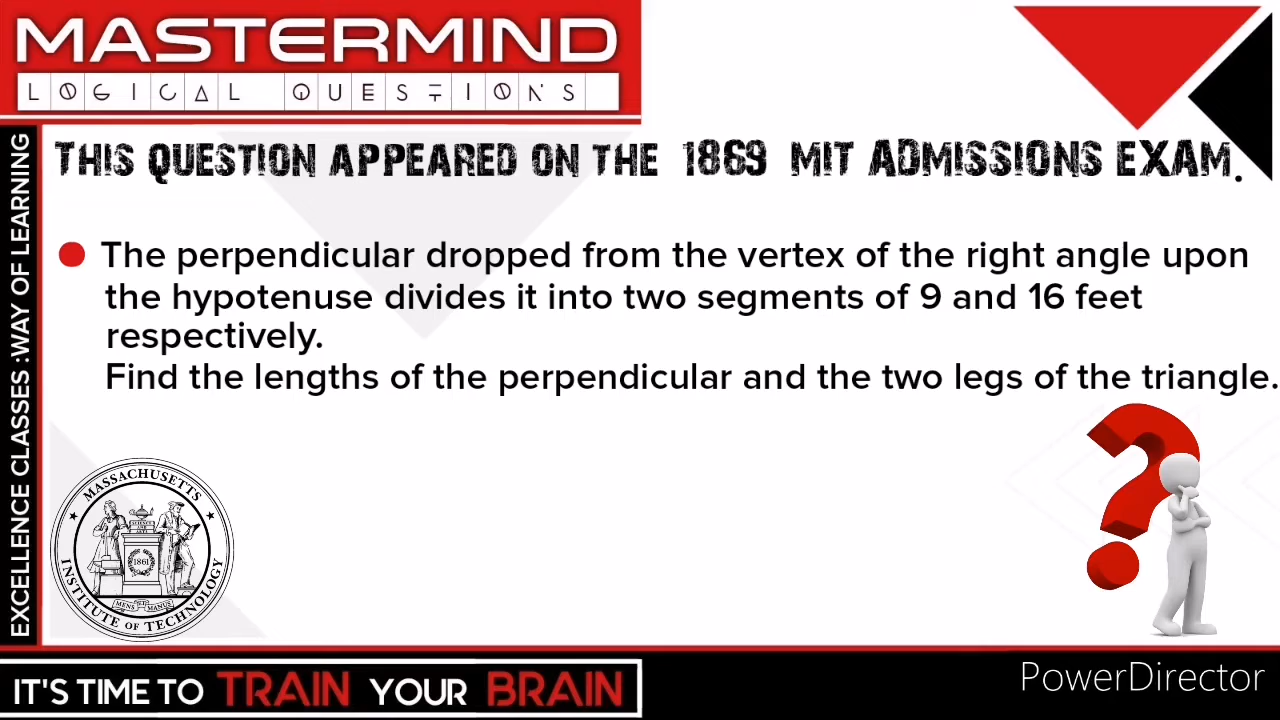 MASTERMIND
LOGICAL QUESTIONS
THIS QUESTION APPEARED ON THE 1869 MIT ADMISSIONS EXAM.
The perpendicular dropped from the vertex of the right angle upon
the hypotenuse divides it into two segments of 9 and 16 feet
respectively.
Find the lengths of the perpendicular and the two legs of the triangle.
EXCELLENCE CLASSES :WAY OF LEARNING
MASSACHUSETTS
INSTITUTE OF TECHNOLOGY
SCIENCE AND ARTS
1861
MENS ET MANUS
IT'S TIME TO TRAIN YOUR BRAIN
PowerDirector